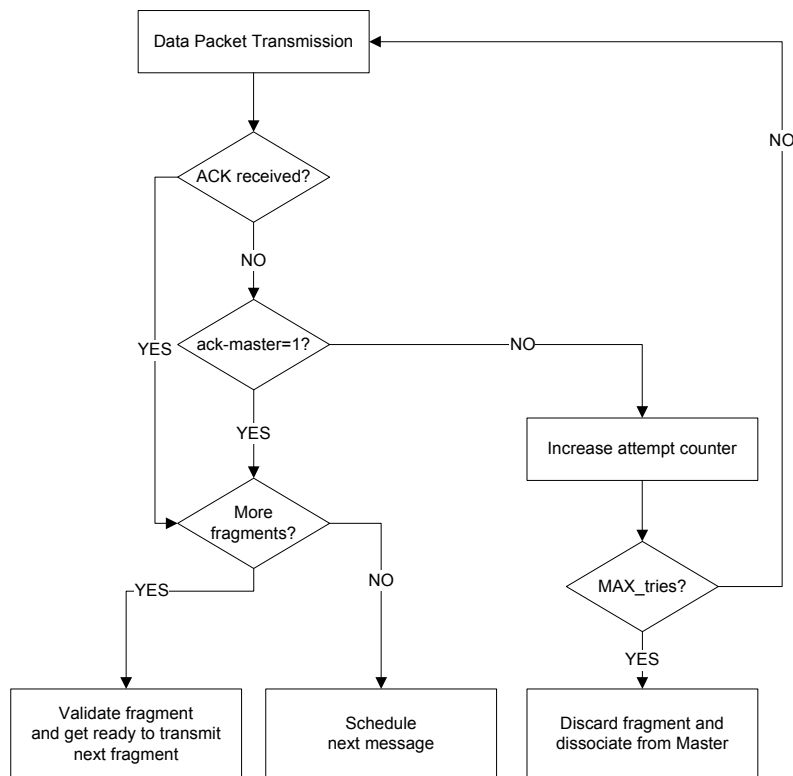 Data Packet Transmission
NO
ACK received?
NO
YES
ack-master=1?
NO
YES
Increase attempt counter
More
fragments?
NO
YES
MAX_tries?
YES
Validate fragment
and get ready to transmit
next fragment
Schedule
next message
Discard fragment and
dissociate from Master